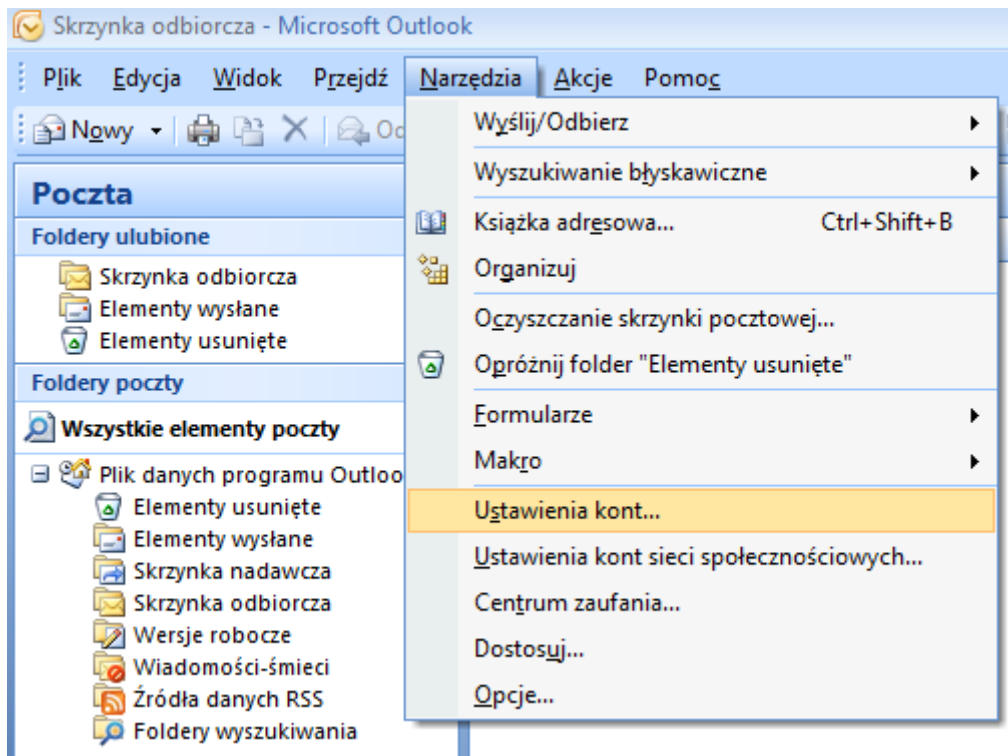 Skrzynka odbiorcza - Microsoft Outlook
Plik Edycja Widok Przejdź Narzędzia Akcje Pomoc
Nowy
Wyślij/Odbierz
Wyszukiwanie błyskawiczne
Książka adresowa... Ctrl+Shift+B
Organizuj
Oczyszczanie skrzynki pocztowej...
Opróżnij folder "Elementy usunięte"
Formularze
Makro
Ustawienia kont...
Ustawienia kont sieci społecznościowych...
Centrum zaufania...
Dostosuj...
Opcje...
Poczta
Foldery ulubione
Skrzynka odbiorcza
Elementy wysłane
Elementy usunięte
Foldery poczty
Wszystkie elementy poczty
Plik danych programu Outloo
Elementy usunięte
Elementy wysłane
Skrzynka nadawcza
Skrzynka odbiorcza
Wersje robocze
Wiadomości-śmieci
Źródła danych RSS
Foldery wyszukiwania